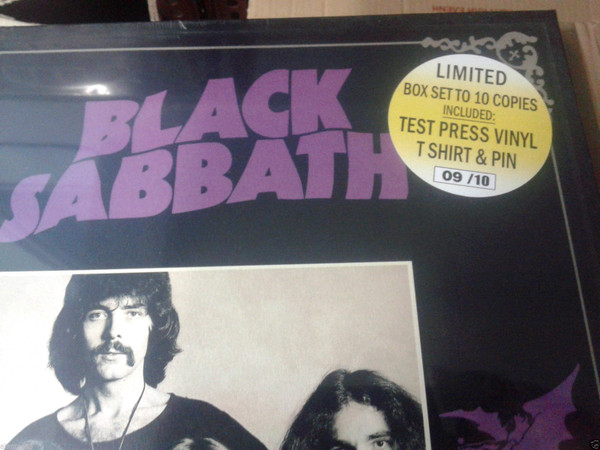 BLACK
SABBATH
LIMITED
BOX SET TO 10 COPIES
INCLUDED:
TEST PRESS VINYL
T SHIRT & PIN
09 /10